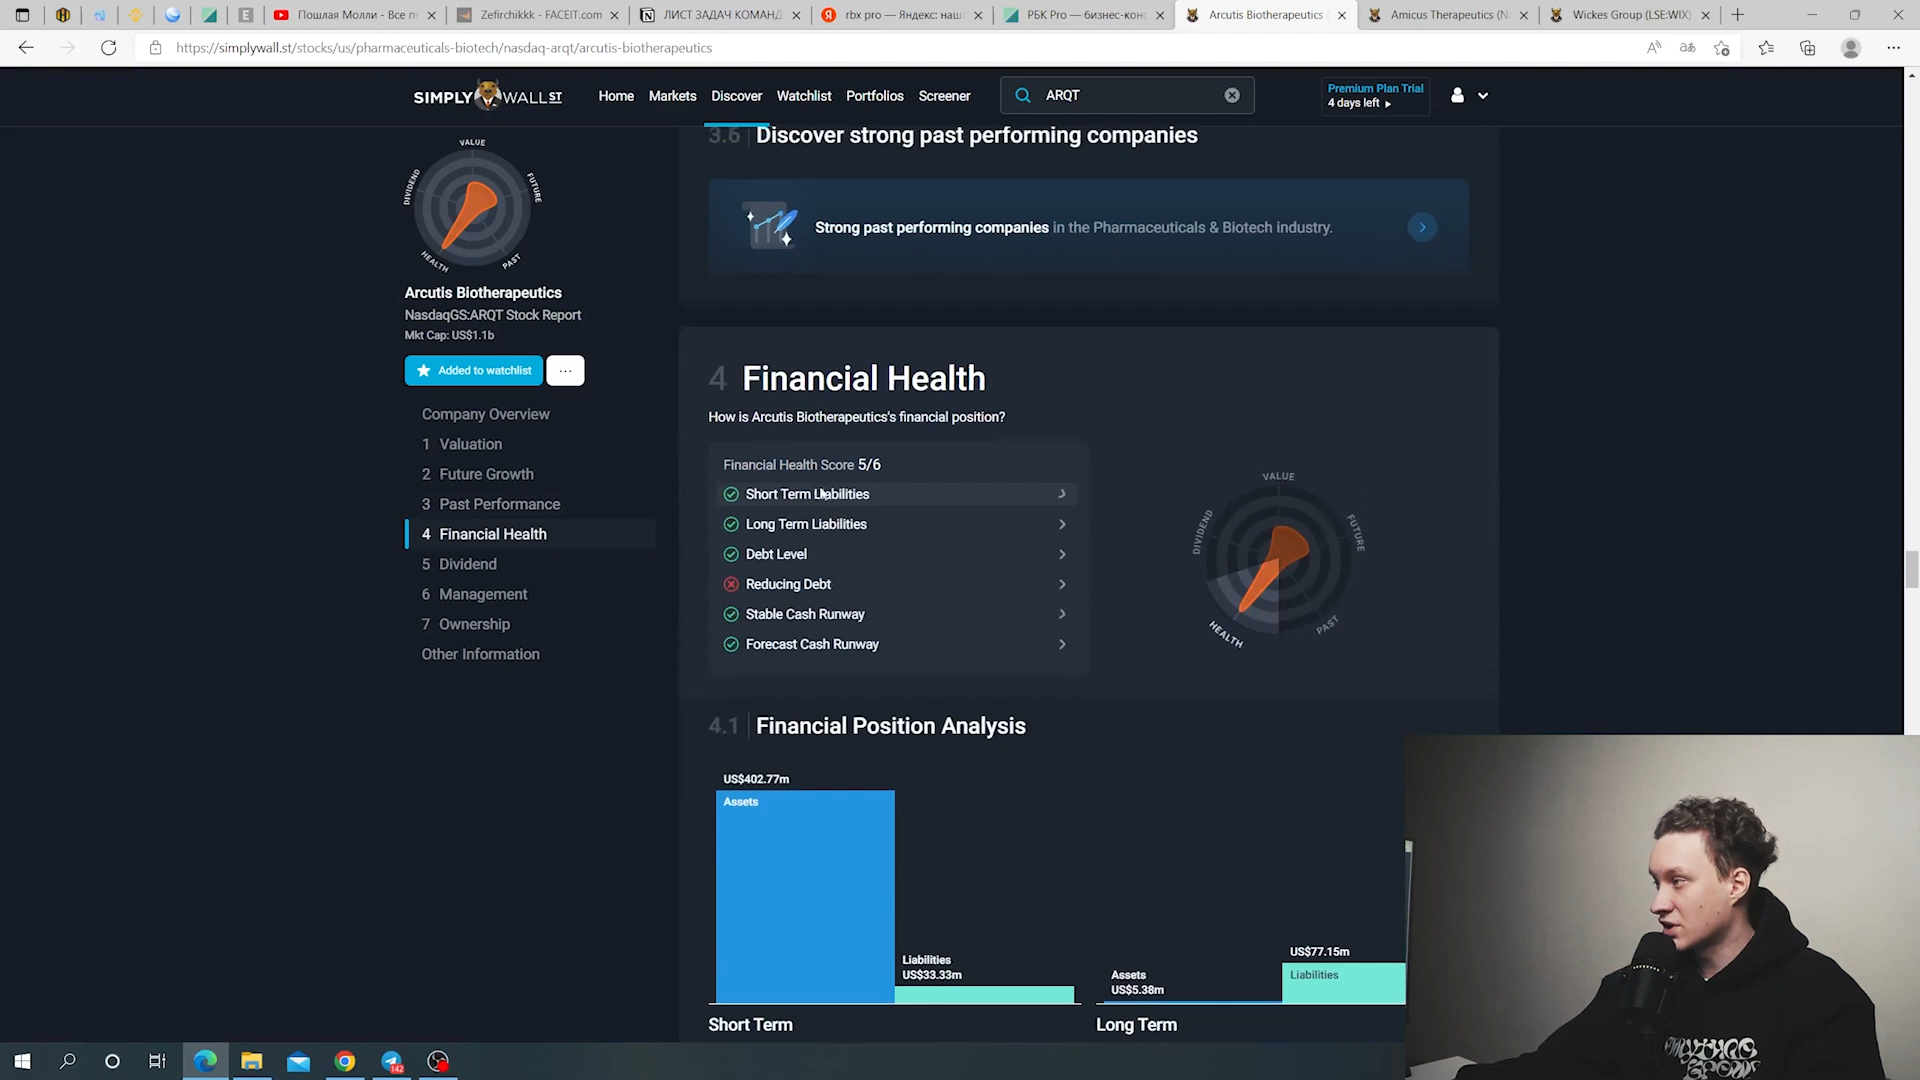 Пошлая Молли - Все пе
Zefirchikkk - FACEIT.com
ЛИСТ ЗАДАЧ КОМАНД
rbx pro — Яндекс: наш
РБК Pro — бизнес-кон
Arcutis Biotherapeutics
Amicus Therapeutics (N
Wickes Group (LSE:WIX)
https://simplywall.st/stocks/us/pharmaceuticals-biotech/nasdaq-arqt/arcutis-biotherapeutics
SIMPLY WALL ST
Home
Markets
Discover
Watchlist
Portfolios
Screener
ARQT
Premium Plan Trial
4 days left
VALUE
FUTURE
PAST
HEALTH
DIVIDEND
Arcutis Biotherapeutics
NasdaqGS:ARQT Stock Report
Mkt Cap: US$1.1b
Added to watchlist
...
Company Overview
1 Valuation
2 Future Growth
3 Past Performance
4 Financial Health
5 Dividend
6 Management
7 Ownership
Other Information
3.6 Discover strong past performing companies
Strong past performing companies in the Pharmaceuticals & Biotech industry.
4 Financial Health
How is Arcutis Biotherapeutics's financial position?
Financial Health Score 5/6
Short Term Liabilities
Long Term Liabilities
Debt Level
Reducing Debt
Stable Cash Runway
Forecast Cash Runway
VALUE
FUTURE
PAST
HEALTH
DIVIDEND
4.1 Financial Position Analysis
US$402.77m
Assets
Liabilities
US$33.33m
Short Term
Assets
US$5.38m
US$77.15m
Liabilities
Long Term
142